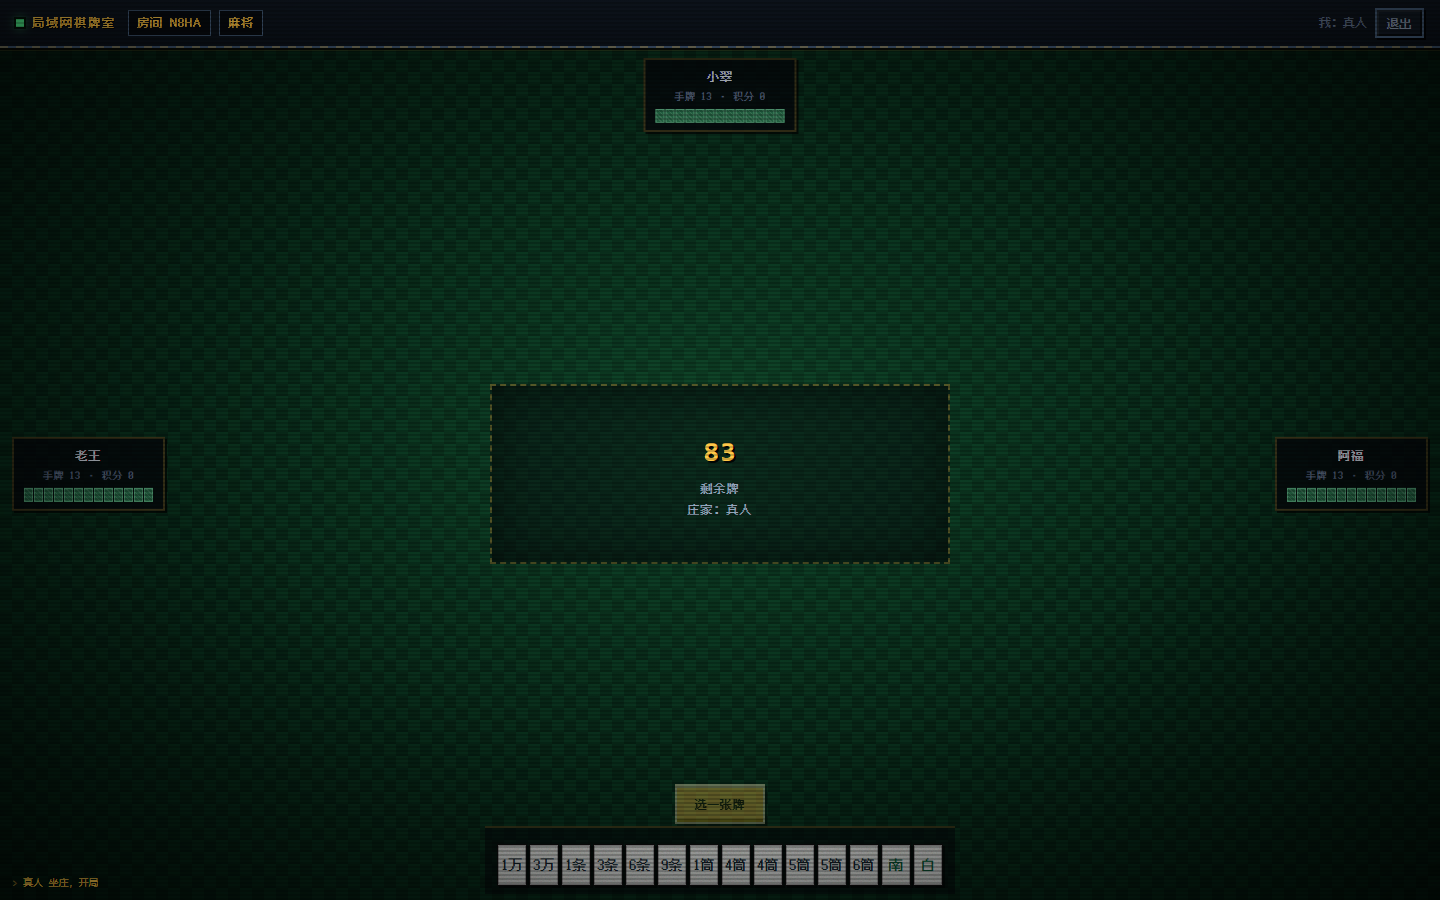 局域网棋牌室 房间 N8HA 麻将 我: 真人 退出
小翠
手牌 13 · 积分 0
老王
手牌 13 · 积分 0
阿福
手牌 13 · 积分 0
83
剩余牌
庄家: 真人
选一张牌
1万 3万 1条 3条 6条 9条 1筒 4筒 4筒 5筒 5筒 6筒 南 白
> 真人 坐庄, 开局